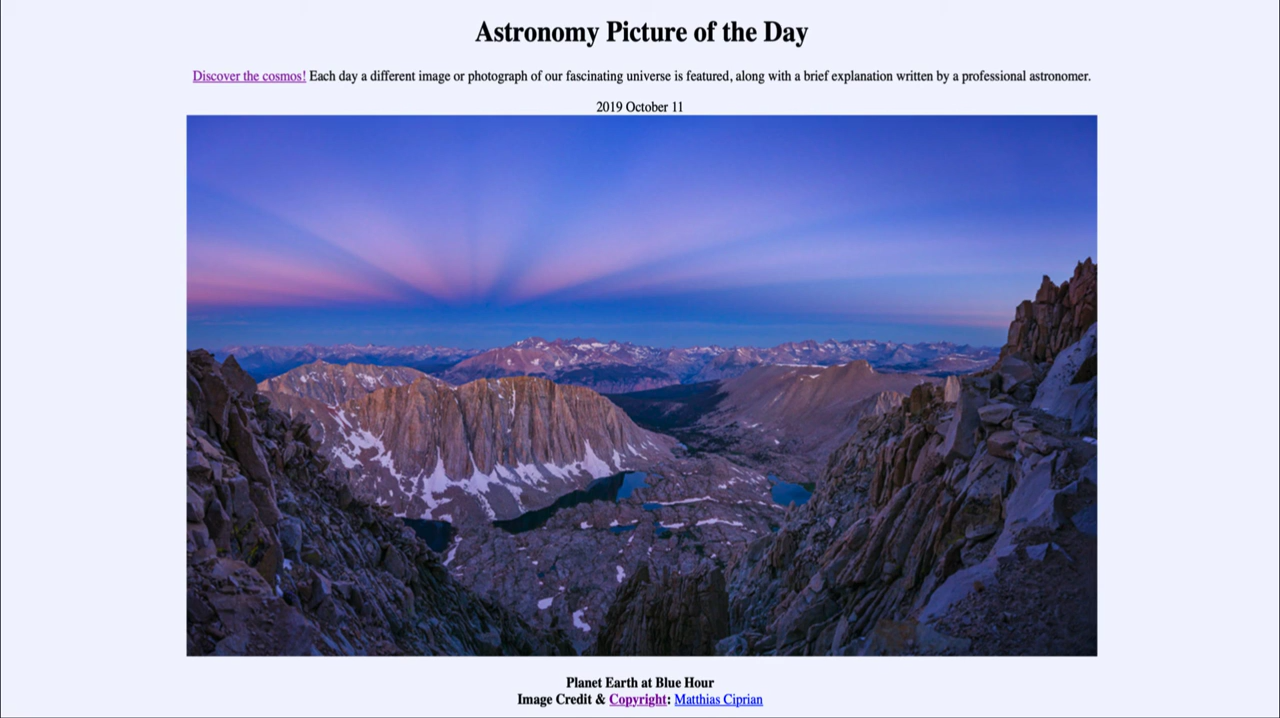 Astronomy Picture of the Day
Discover the cosmos! Each day a different image or photograph of our fascinating universe is featured, along with a brief explanation written by a professional astronomer.
2019 October 11
Planet Earth at Blue Hour
Image Credit & Copyright: Matthias Ciprian